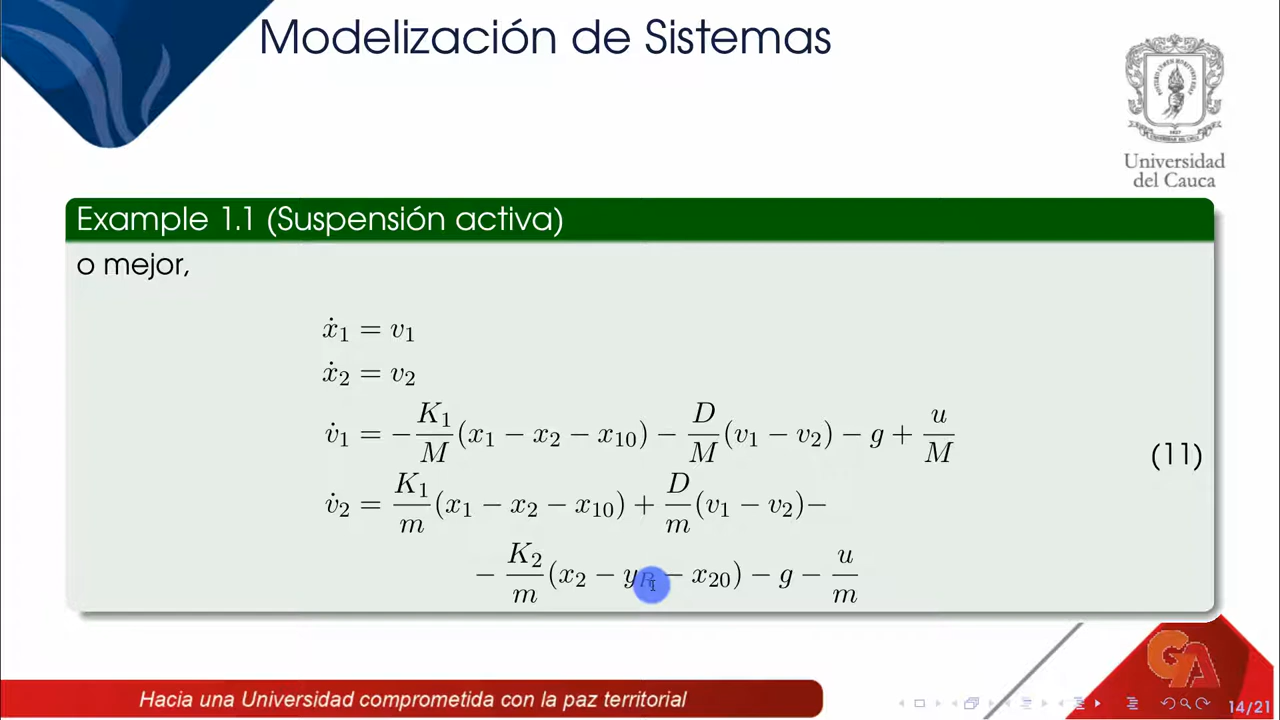 Modelización de Sistemas
Universidad
del Cauca
Example 1.1 (Suspensión activa)
o mejor,
ẋ₁ = v₁
ẋ₂ = v₂
v̇₁ = −K₁/M (x₁ − x₂ − x₁₀) − D/M (v₁ − v₂) − g + u/M
(11)
v̇₂ = K₁/m (x₁ − x₂ − x₁₀) + D/m (v₁ − v₂)−
− K₂/m (x₂ − y_R − x₂₀) − g − u/m
GA
Hacia una Universidad comprometida con la paz territorial
14/21